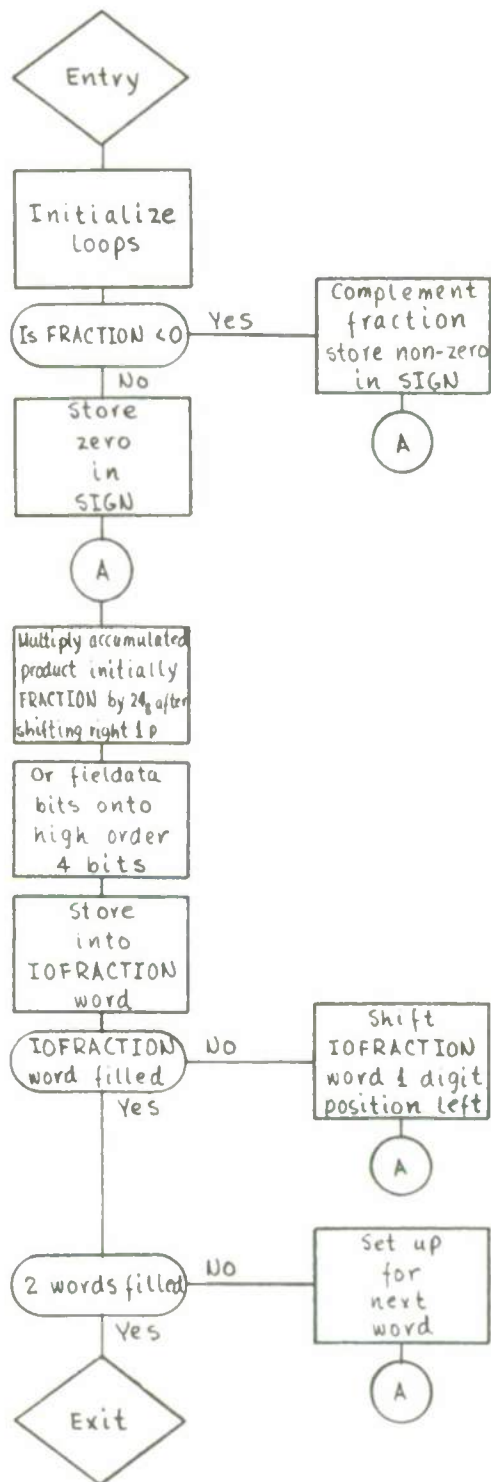 Entry
Initialize
Loops
Is FRACTION <0
Yes
Complement
fraction
store non-zero
in SIGN
A
No
Store
zero
in
SIGN
A
Multiply accumulated
product initially
FRACTION by 24₈ after
shifting right 1 p
Or fieldata
bits onto
high order
4 bits
Store
into
IOFRACTION
word
IOFRACTION
word filled
No
Shift
IOFRACTION
word 1 digit
position left
A
Yes
2 words filled
No
Set up
for
next
word
A
Yes
Exit